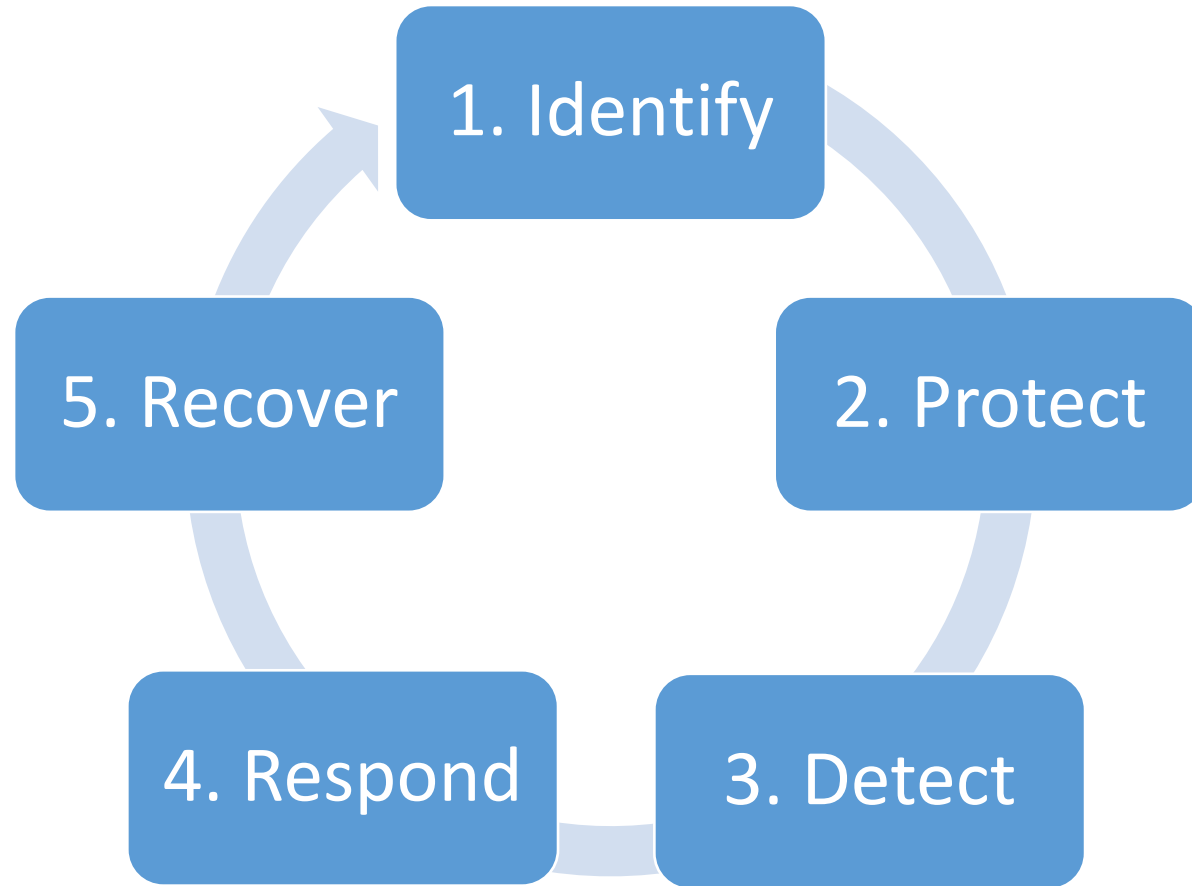 1. Identify
2. Protect
3. Detect
4. Respond
5. Recover